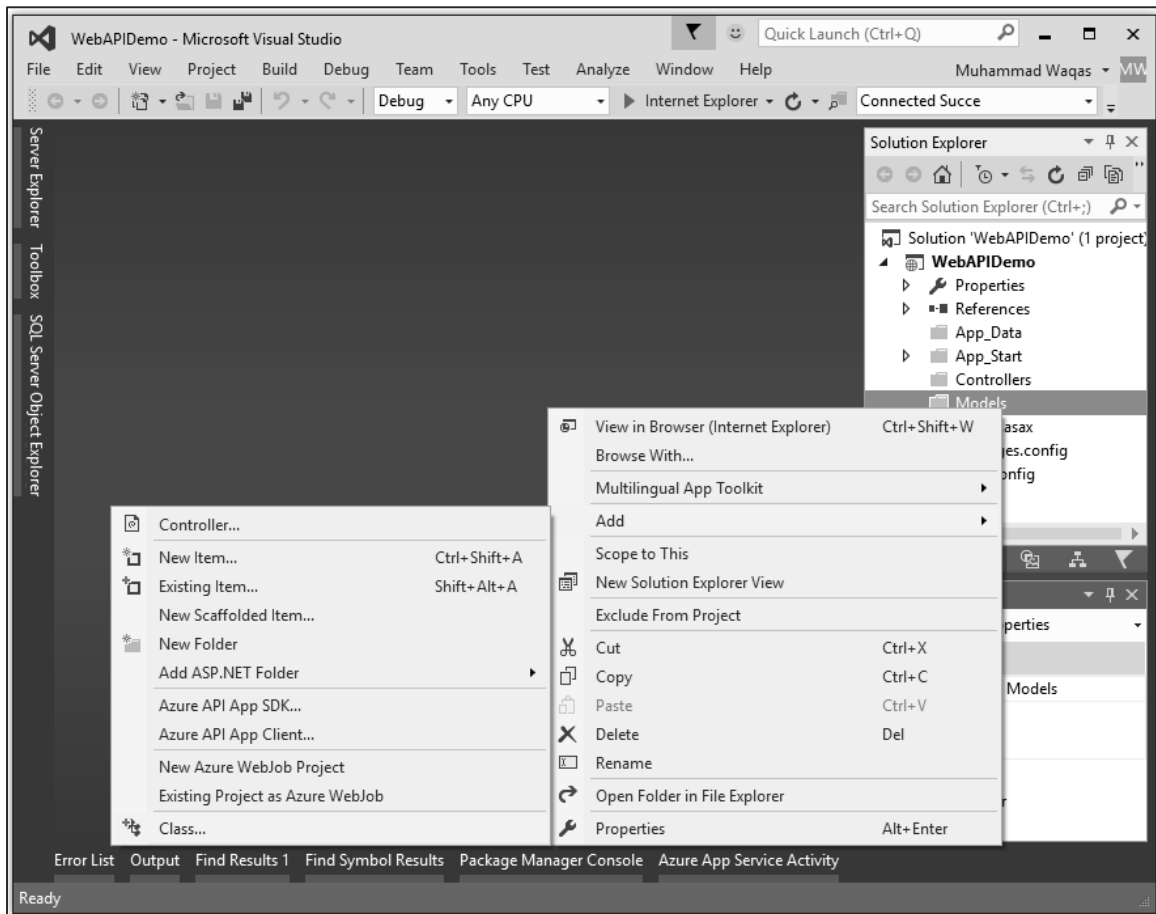 WebAPIDemo - Microsoft Visual Studio
Quick Launch (Ctrl+Q)
File Edit View Project Build Debug Team Tools Test Analyze Window Help
Muhammad Waqas MW
Debug Any CPU Internet Explorer Connected Succe
Server Explorer
Toolbox
SQL Server Object Explorer
Solution Explorer
Search Solution Explorer (Ctrl+;)
Solution 'WebAPIDemo' (1 project)
WebAPIDemo
Properties
References
App_Data
App_Start
Controllers
Models
asax
ges.config
onfig
View in Browser (Internet Explorer) Ctrl+Shift+W
Browse With...
Multilingual App Toolkit
Add
Scope to This
New Solution Explorer View
Exclude From Project
Cut Ctrl+X
Copy Ctrl+C
Paste Ctrl+V
Delete Del
Rename
Open Folder in File Explorer
Properties Alt+Enter
Controller...
New Item... Ctrl+Shift+A
Existing Item... Shift+Alt+A
New Scaffolded Item...
New Folder
Add ASP.NET Folder
Azure API App SDK...
Azure API App Client...
New Azure WebJob Project
Existing Project as Azure WebJob
Class...
perties
Models
Error List Output Find Results 1 Find Symbol Results Package Manager Console Azure App Service Activity
Ready